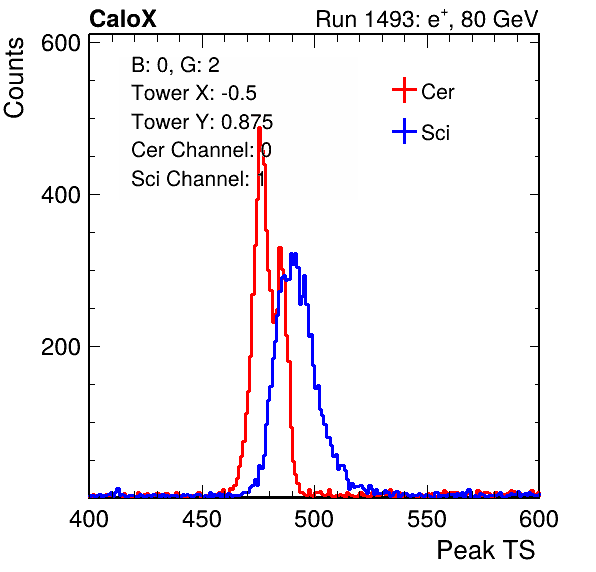 CaloX Run 1493: e+, 80 GeV
Counts
600
400
200
B: 0, G: 2
Tower X: -0.5
Tower Y: 0.875
Cer Channel: 0
Sci Channel: 1
Cer
Sci
400 450 500 550 600
Peak TS